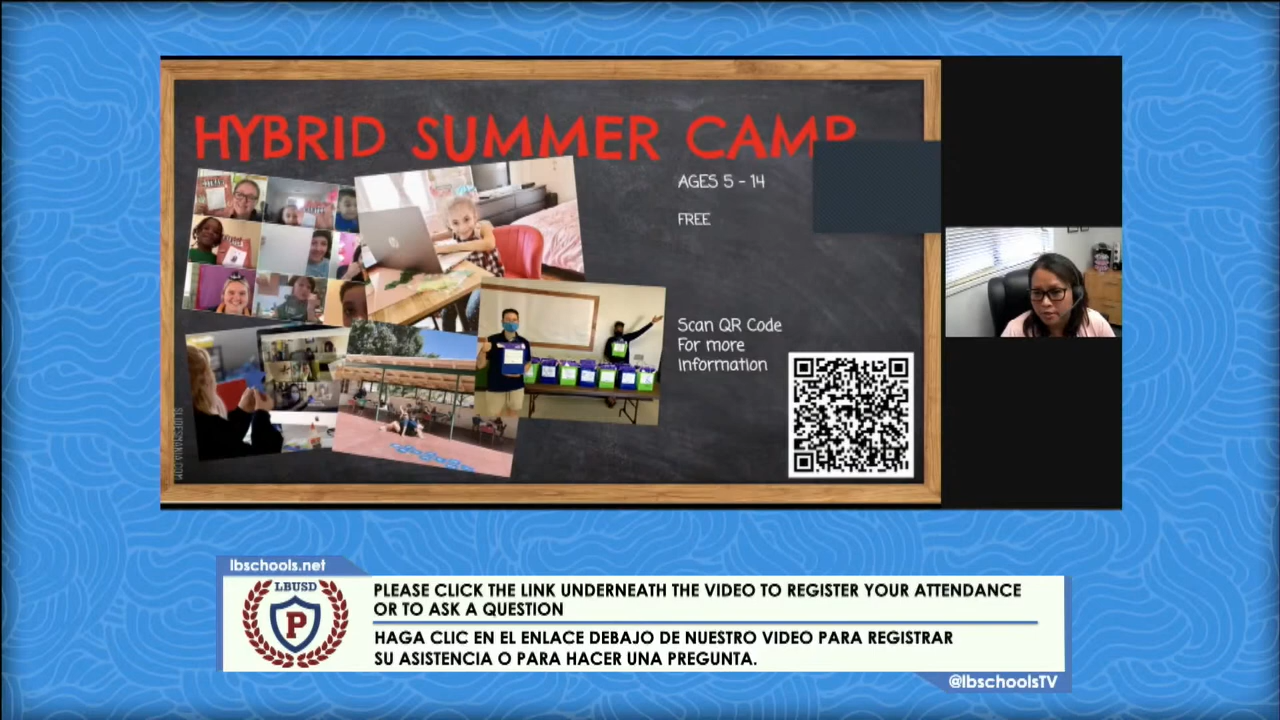 HYBRID SUMMER CAMP
AGES 5 - 14
FREE
Scan QR Code
For more
Information
SLIDESMANIA.COM
lbschools.net
LBUSD
P
PLEASE CLICK THE LINK UNDERNEATH THE VIDEO TO REGISTER YOUR ATTENDANCE
OR TO ASK A QUESTION
HAGA CLIC EN EL ENLACE DEBAJO DE NUESTRO VIDEO PARA REGISTRAR
SU ASISTENCIA O PARA HACER UNA PREGUNTA.
@lbschoolsTV